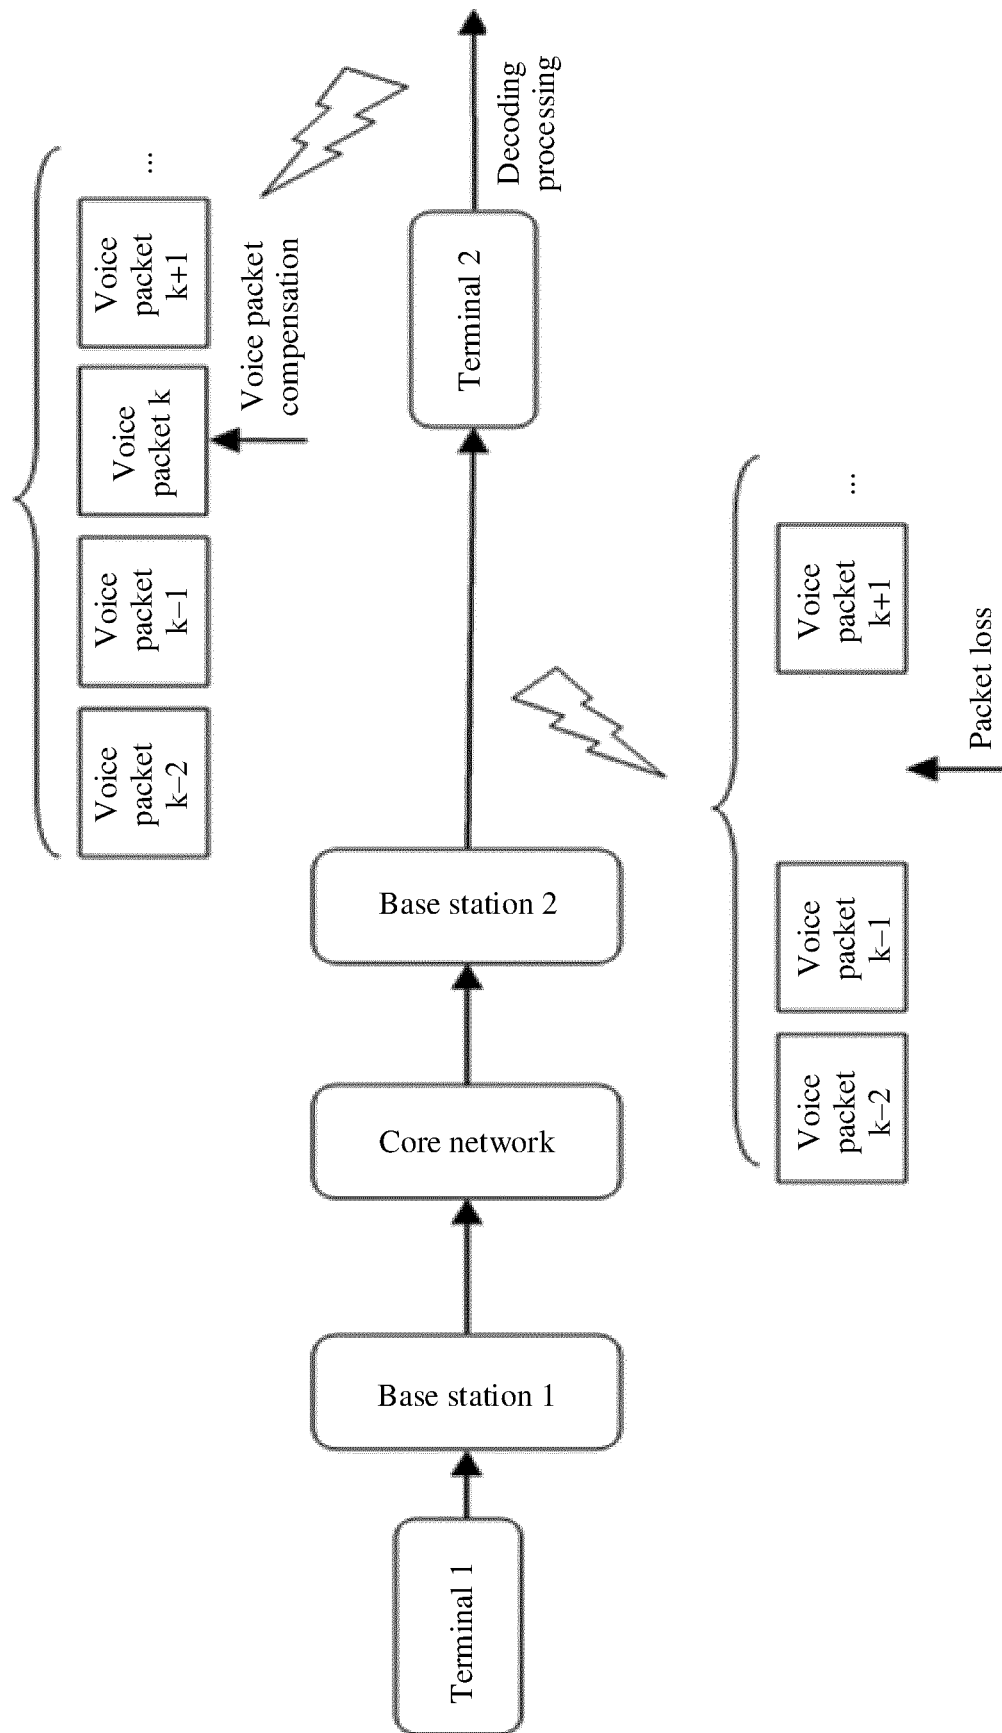 Voice
packet
k−2
Voice
packet
k−1
Voice
packet k
Voice
packet
k+1
...
Voice packet
compensation
Terminal 1
Base station 1
Core network
Base station 2
Terminal 2
Decoding
processing
Voice
packet
k−2
Voice
packet
k−1
Voice
packet
k+1
...
Packet loss